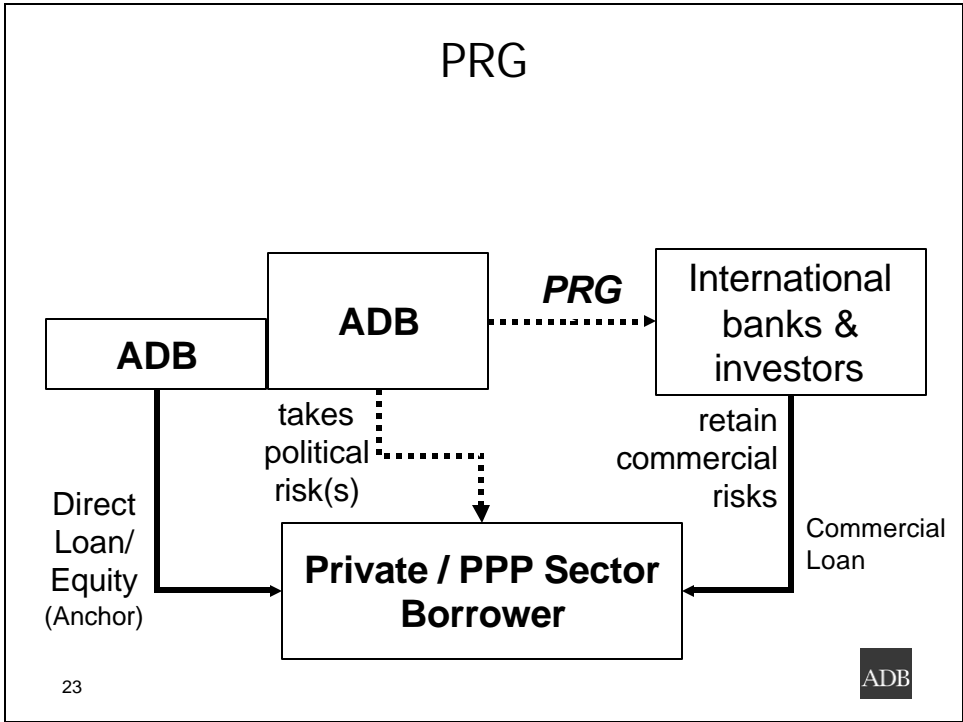 PRG
ADB
ADB
PRG
International
banks &
investors
takes
political
risk(s)
retain
commercial
risks
Direct
Loan/
Equity
(Anchor)
Commercial
Loan
Private / PPP Sector
Borrower
23
ADB